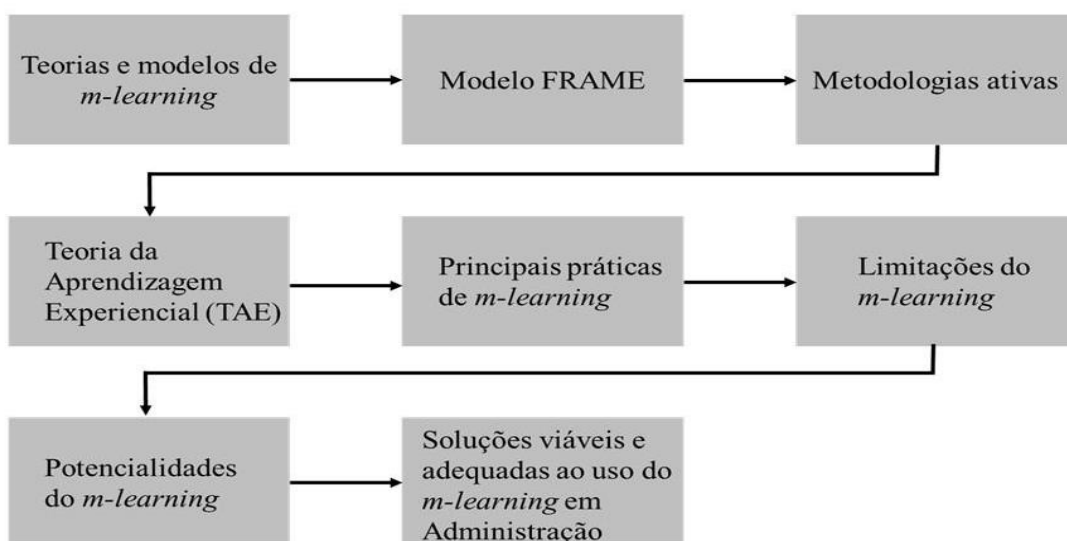 Teorias e modelos de
m-learning
Modelo FRAME
Metodologias ativas
Teoria da
Aprendizagem
Experiencial (TAE)
Principais práticas
de m-learning
Limitações do
m-learning
Potencialidades
do m-learning
Soluções viáveis e
adequadas ao uso do
m-learning em
Administração